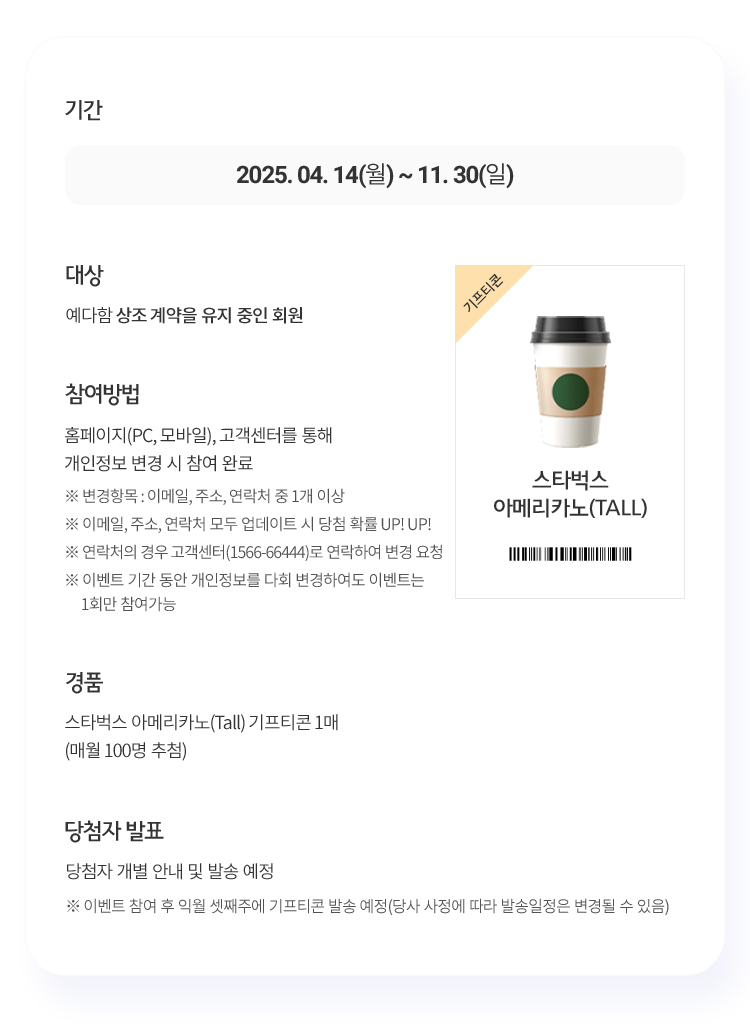 기간
2025. 04. 14(월) ~ 11. 30(일)
대상
예다함 상조 계약을 유지 중인 회원
참여방법
홈페이지(PC, 모바일), 고객센터를 통해
개인정보 변경 시 참여 완료
※ 변경항목 : 이메일, 주소, 연락처 중 1개 이상
※ 이메일, 주소, 연락처 모두 업데이트 시 당첨 확률 UP! UP!
※ 연락처의 경우 고객센터(1566-66444)로 연락하여 변경 요청
※ 이벤트 기간 동안 개인정보를 다회 변경하여도 이벤트는
1회만 참여가능
기프티콘
스타벅스
아메리카노(TALL)
경품
스타벅스 아메리카노(Tall) 기프티콘 1매
(매월 100명 추첨)
당첨자 발표
당첨자 개별 안내 및 발송 예정
※ 이벤트 참여 후 익월 셋째주에 기프티콘 발송 예정(당사 사정에 따라 발송일정은 변경될 수 있음)